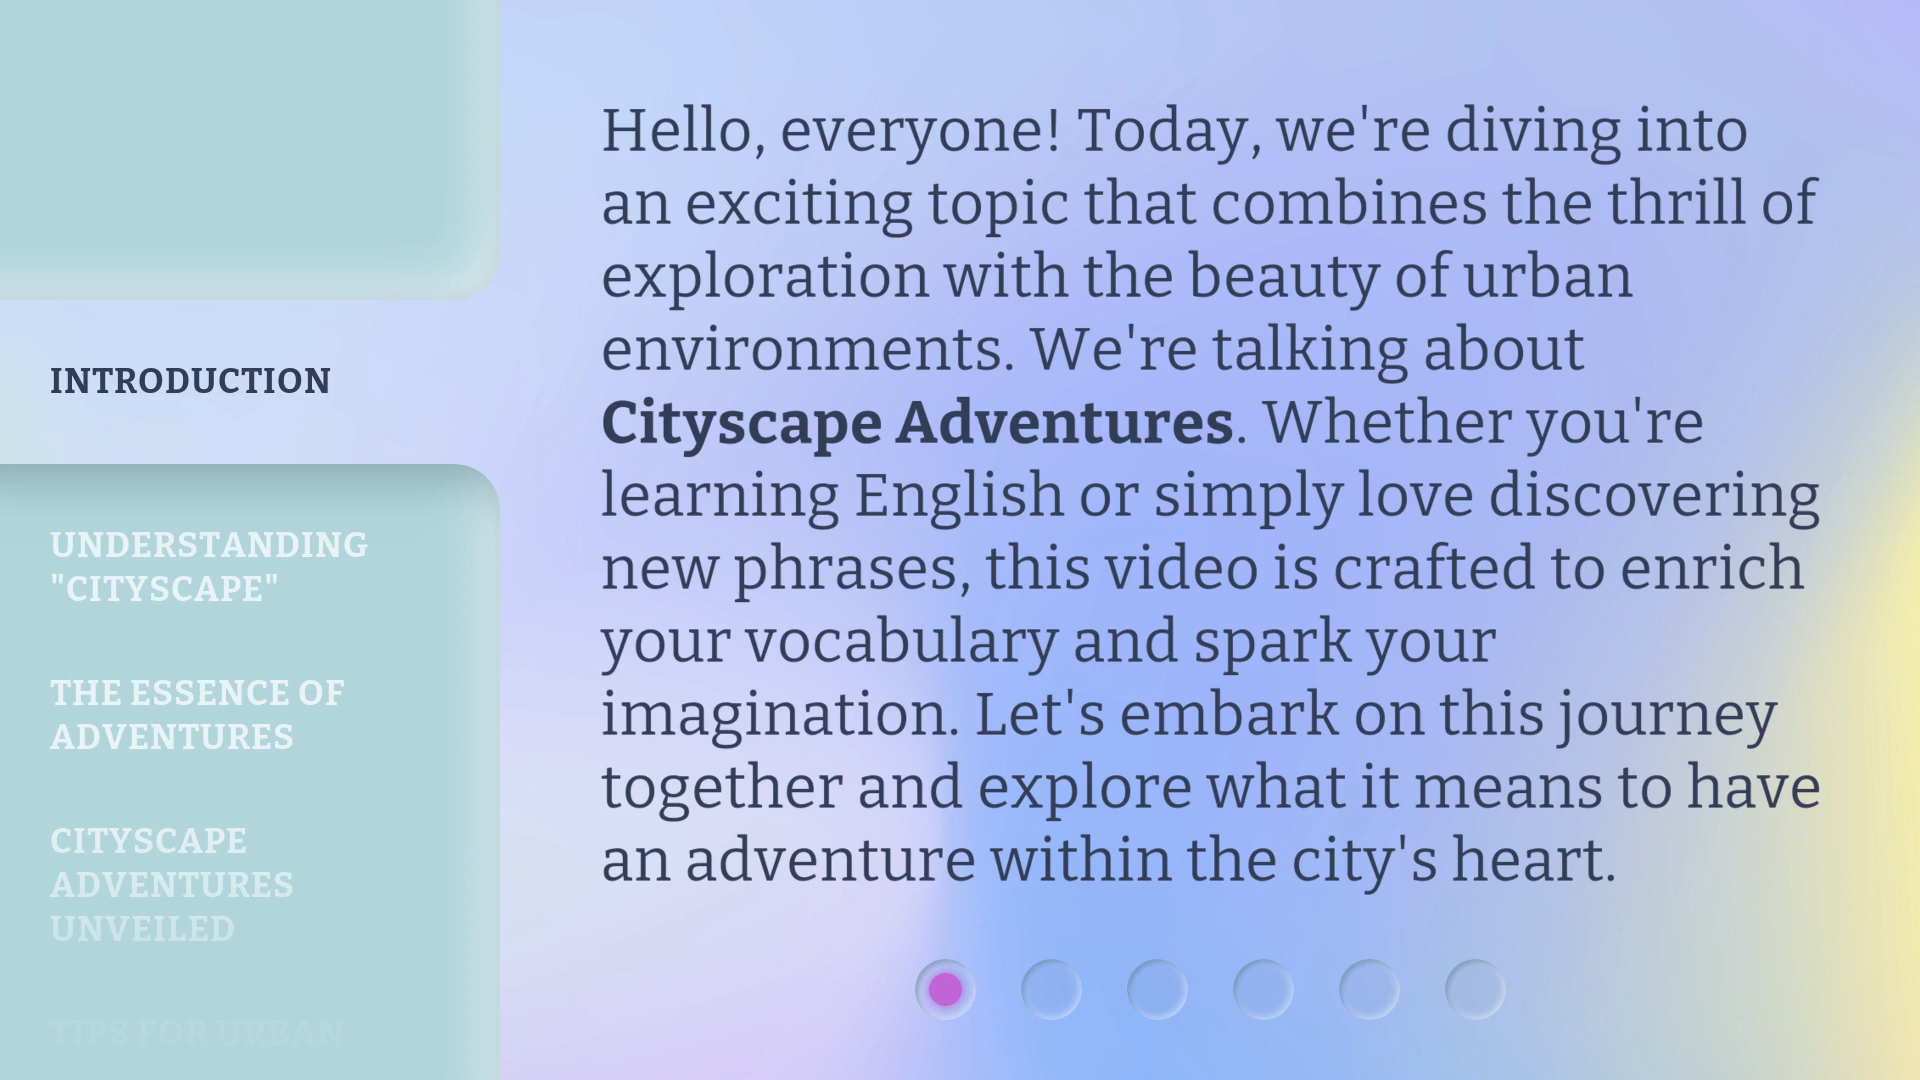 INTRODUCTION
UNDERSTANDING
"CITYSCAPE"
THE ESSENCE OF
ADVENTURES
CITYSCAPE
ADVENTURES
UNVEILED
TIPS FOR URBAN
Hello, everyone! Today, we're diving into
an exciting topic that combines the thrill of
exploration with the beauty of urban
environments. We're talking about
Cityscape Adventures. Whether you're
learning English or simply love discovering
new phrases, this video is crafted to enrich
your vocabulary and spark your
imagination. Let's embark on this journey
together and explore what it means to have
an adventure within the city's heart.